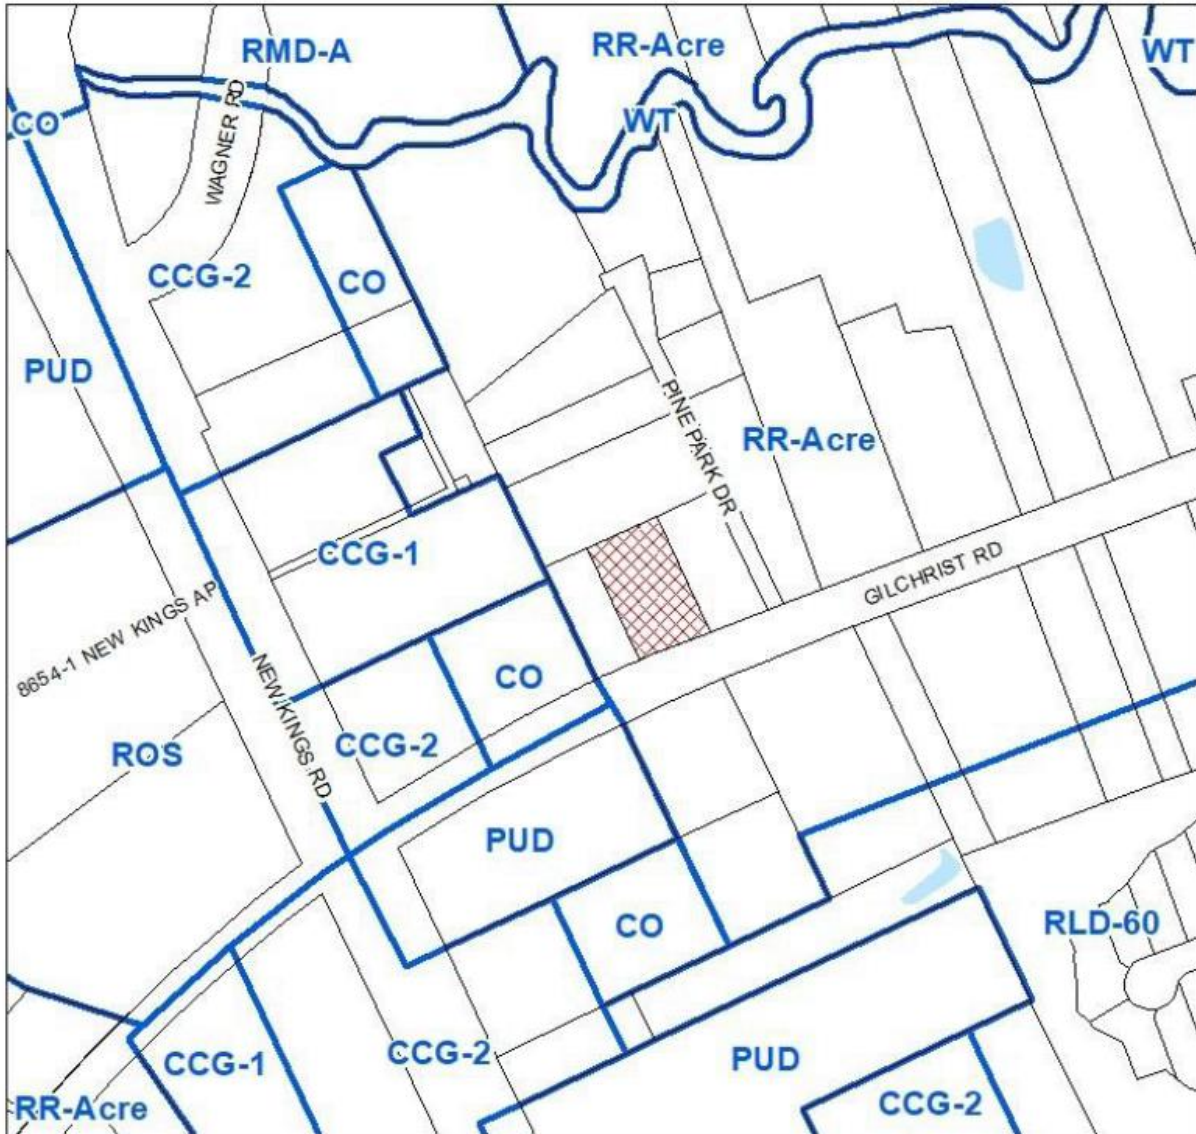 RMD-A
RR-Acre
WT
CO
WT
WAGNER RD
CCG-2
CO
PUD
PINE PARK DR
RR-Acre
CCG-1
GILCHRIST RD
8654-1 NEW KINGS AP
NEW KINGS RD
CO
CCG-2
ROS
PUD
CO
RLD-60
CCG-1
CCG-2
PUD
RR-Acre
CCG-2